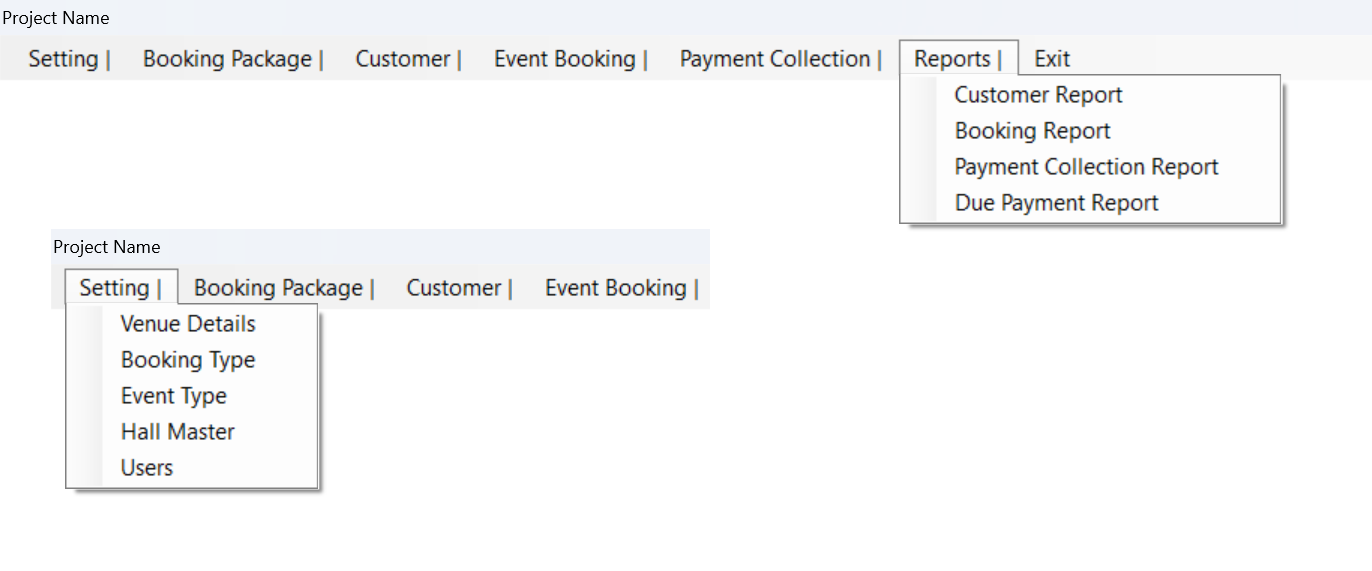 Project Name
Setting | Booking Package | Customer | Event Booking | Payment Collection | Reports | Exit
Customer Report
Booking Report
Payment Collection Report
Due Payment Report
Project Name
Setting | Booking Package | Customer | Event Booking |
Venue Details
Booking Type
Event Type
Hall Master
Users